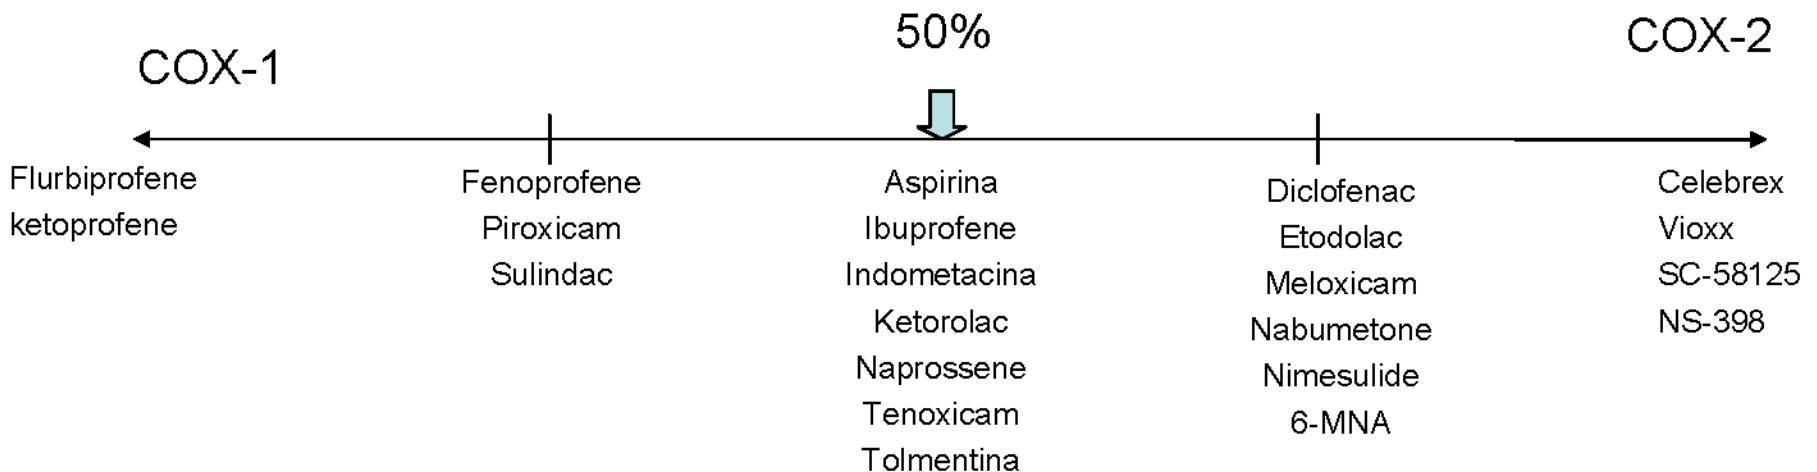 COX-1
50%
COX-2
Flurbiprofene
ketoprofene
Fenoprofene
Piroxicam
Sulindac
Aspirina
Ibuprofene
Indometacina
Ketorolac
Naprossene
Tenoxicam
Tolmentina
Diclofenac
Etodolac
Meloxicam
Nabumetone
Nimesulide
6-MNA
Celebrex
Vioxx
SC-58125
NS-398